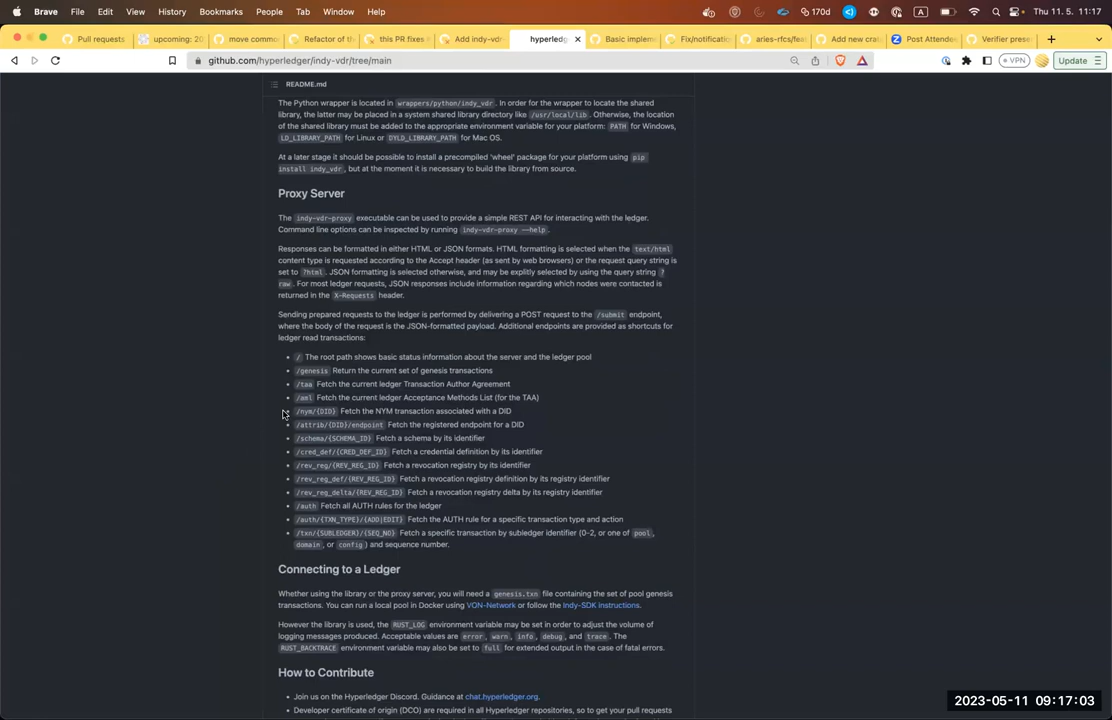 Brave File Edit View History Bookmarks People Tab Window Help 170d A Thu 11. 5. 11:17
Pull requests upcoming: 20 move common Refactor of th this PR fixes Add indy-vdr hyperledg Basic implem Fix/notificatio aries-rfcs/fea Add new crat Post Attendee Verifier prese
github.com/hyperledger/indy-vdr/tree/main VPN Update
README.md
The Python wrapper is located in wrappers/python/indy_vdr. In order for the wrapper to locate the shared
library, the latter may be placed in a system shared library directory like /usr/local/lib. Otherwise, the location
of the shared library must be added to the appropriate environment variable for your platform: PATH for Windows,
LD_LIBRARY_PATH for Linux or DYLD_LIBRARY_PATH for Mac OS.
At a later stage it should be possible to install a precompiled 'wheel' package for your platform using pip
install indy_vdr, but at the moment it is necessary to build the library from source.
Proxy Server
The indy-vdr-proxy executable can be used to provide a simple REST API for interacting with the ledger.
Command line options can be inspected by running indy-vdr-proxy --help.
Responses can be formatted in either HTML or JSON formats. HTML formatting is selected when the text/html
content type is requested according to the Accept header (as sent by web browsers) or the request query string is
set to ?html. JSON formatting is selected otherwise, and may be explitly selected by using the query string ?
raw. For most ledger requests, JSON responses include information regarding which nodes were contacted is
returned in the X-Requests header.
Sending prepared requests to the ledger is performed by delivering a POST request to the /submit endpoint,
where the body of the request is the JSON-formatted payload. Additional endpoints are provided as shortcuts for
ledger read transactions:
/ The root path shows basic status information about the server and the ledger pool
/genesis Return the current set of genesis transactions
/taa Fetch the current ledger Transaction Author Agreement
/aml Fetch the current ledger Acceptance Methods List (for the TAA)
/nym/{DID} Fetch the NYM transaction associated with a DID
/attrib/{DID}/endpoint Fetch the registered endpoint for a DID
/schema/{SCHEMA_ID} Fetch a schema by its identifier
/cred_def/{CRED_DEF_ID} Fetch a credential definition by its identifier
/rev_reg/{REV_REG_ID} Fetch a revocation registry by its identifier
/rev_reg_def/{REV_REG_ID} Fetch a revocation registry definition by its registry identifier
/rev_reg_delta/{REV_REG_ID} Fetch a revocation registry delta by its registry identifier
/auth Fetch all AUTH rules for the ledger
/auth/{TXN_TYPE}/{ADD|EDIT} Fetch the AUTH rule for a specific transaction type and action
/txn/{SUBLEDGER}/{SEQ_NO} Fetch a specific transaction by subledger identifier (0-2, or one of pool,
domain, or config) and sequence number.
Connecting to a Ledger
Whether using the library or the proxy server, you will need a genesis.txn file containing the set of pool genesis
transactions. You can run a local pool in Docker using VON-Network or follow the Indy-SDK instructions.
However the library is used, the RUST_LOG environment variable may be set in order to adjust the volume of
logging messages produced. Acceptable values are error, warn, info, debug, and trace. The
RUST_BACKTRACE environment variable may also be set to full for extended output in the case of fatal errors.
How to Contribute
Join us on the Hyperledger Discord. Guidance at chat.hyperledger.org.
Developer certificate of origin (DCO) are required in all Hyperledger repositories, so to get your pull requests
2023-05-11 09:17:03